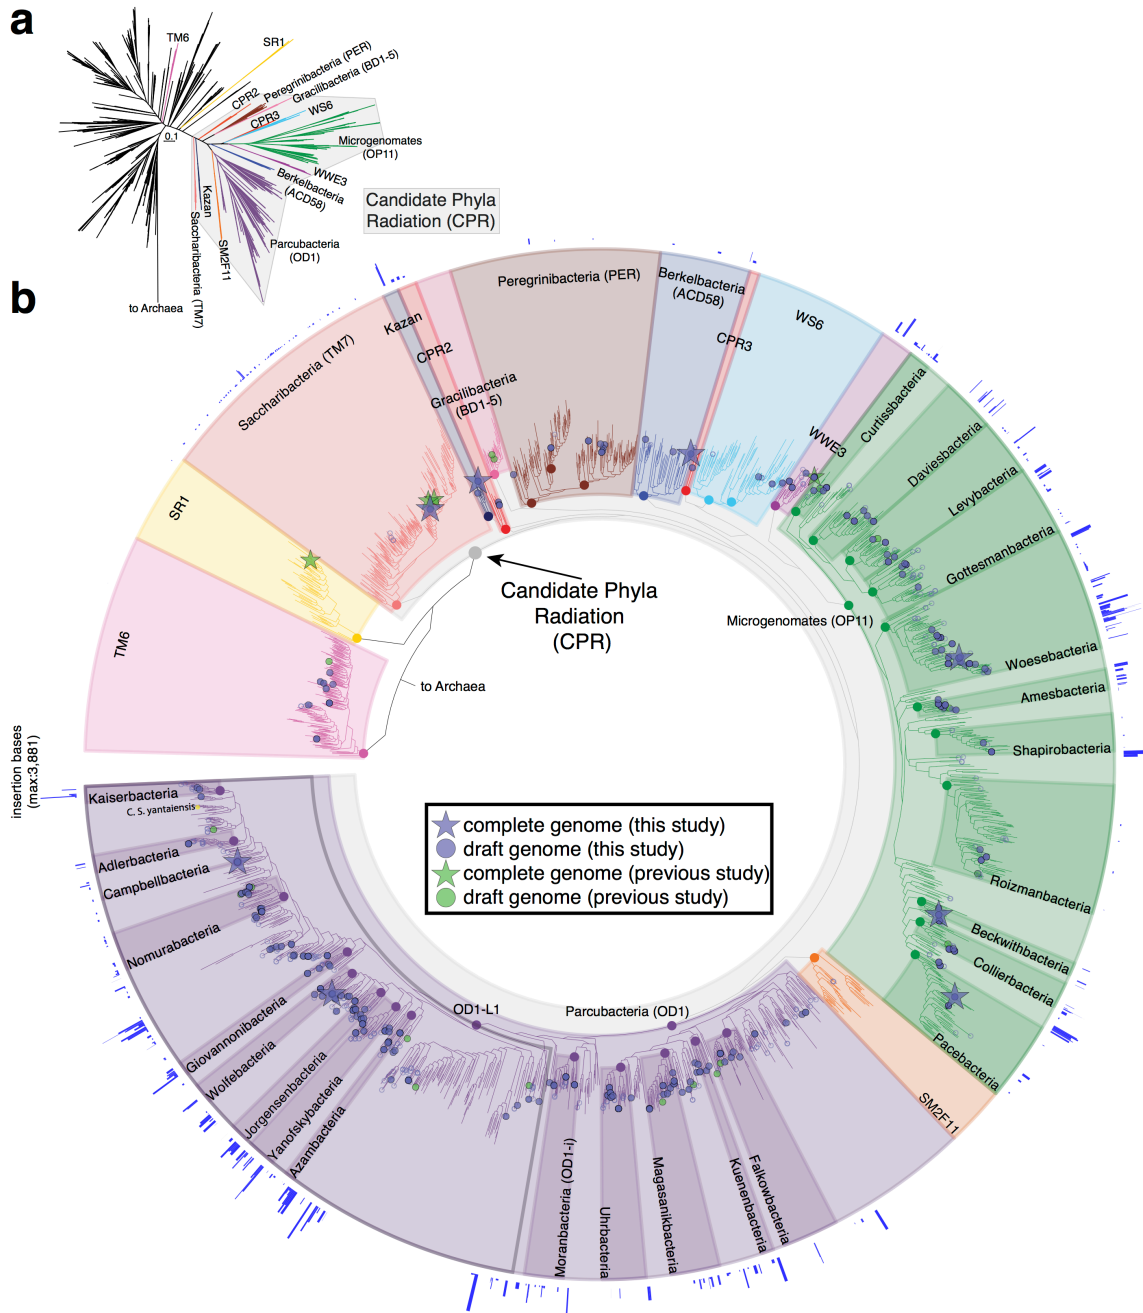 a
TM6
SR1
CPR2
Peregrinibacteria (PER)
Gracilibacteria (BD1-5)
CPR3
WS6
0.1
Microgenomates
(OP11)
WWE3
Berkelbacteria
(ACD58)
Kazan
Saccharibacteria (TM7)
SM2F11
Parcubacteria
(OD1)
to Archaea
Candidate Phyla
Radiation (CPR)
b
TM6
SR1
Saccharibacteria (TM7)
Kazan
CPR2
Gracilibacteria
(BD1-5)
Peregrinibacteria (PER)
Berkelbacteria
(ACD58)
CPR3
WS6
WWE3
Curtissbacteria
Daviesbacteria
Levybacteria
Gottesmanbacteria
Woesebacteria
Amesbacteria
Shapirobacteria
Roizmanbacteria
Beckwithbacteria
Collierbacteria
Pacebacteria
SM2F11
Candidate Phyla
Radiation
(CPR)
Microgenomates (OP11)
to Archaea
insertion bases
(max:3,881)
complete genome (this study)
draft genome (this study)
complete genome (previous study)
draft genome (previous study)
Kaiserbacteria
C. S. yantaiensis
Adlerbacteria
Campbellbacteria
Nomurabacteria
Giovannonibacteria
Wolfebacteria
Jorgensenbacteria
Yanofskybacteria
Azambacteria
OD1-L1
Parcubacteria (OD1)
Moranbacteria (OD1-i)
Uhrbacteria
Magasanikbacteria
Kuenenbacteria
Falkowbacteria